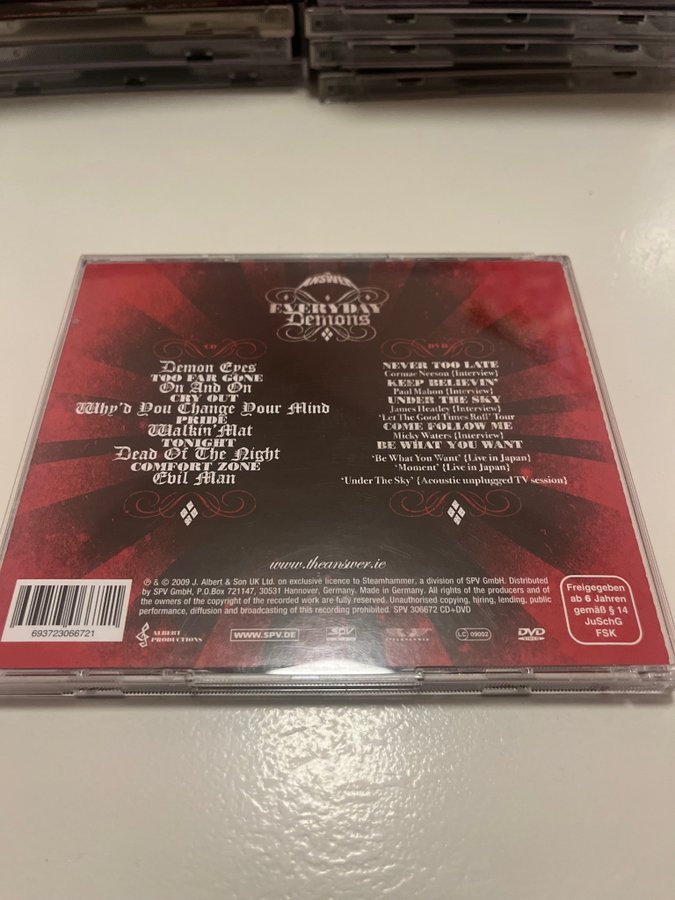 THE ANSWER
EVERYDAY
Demons
CD
Demon Eyes
TOO FAR GONE
On And On
CRY OUT
Why'd You Change Your Mind
PRIDE
Walkin' Mat
TONIGHT
Dead Of The Night
COMFORT ZONE
Evil Man
DVD
NEVER TOO LATE
Cormac Neeson {Interview}
KEEP BELIEVIN'
Paul Mahon {Interview}
UNDER THE SKY
James Heatley {Interview}
'Let The Good Times Roll' Tour
COME FOLLOW ME
Micky Waters {Interview}
BE WHAT YOU WANT
'Be What You Want' {Live in Japan}
'Moment' {Live in Japan}
'Under The Sky' {Acoustic unplugged TV session}
www.theanswer.ie
℗ & © 2009 J. Albert & Son UK Ltd. on exclusive licence to Steamhammer, a division of SPV GmbH. Distributed
by SPV GmbH, P.O.Box 721147, 30531 Hannover, Germany. Made in Germany. All rights of the producers and of
the owners of the copyright of the recorded work are fully reserved. Unauthorised copying, hiring, lending, public
performance, diffusion and broadcasting of this recording prohibited. SPV 306672 CD+DVD
693723066721
ALBERT
PRODUCTIONS
WWW.SPV.DE
SPV
STEAMHAMMER
LC 09002
DVD
VIDEO
Freigegeben
ab 6 Jahren
gemäß § 14
JuSchG
FSK